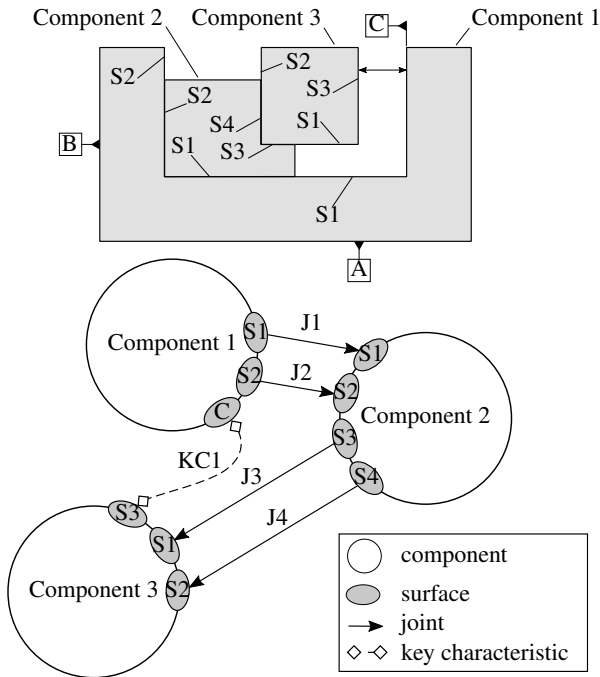 Component 2
Component 3
C
Component 1
S2
S2
S2
S3
S4
S1
B
S1
S3
S1
A
Component 1
S1
J1
S1
S2
J2
S2
Component 2
C
S3
KC1
J3
S4
S3
J4
S1
Component 3
S2
component
surface
joint
key characteristic